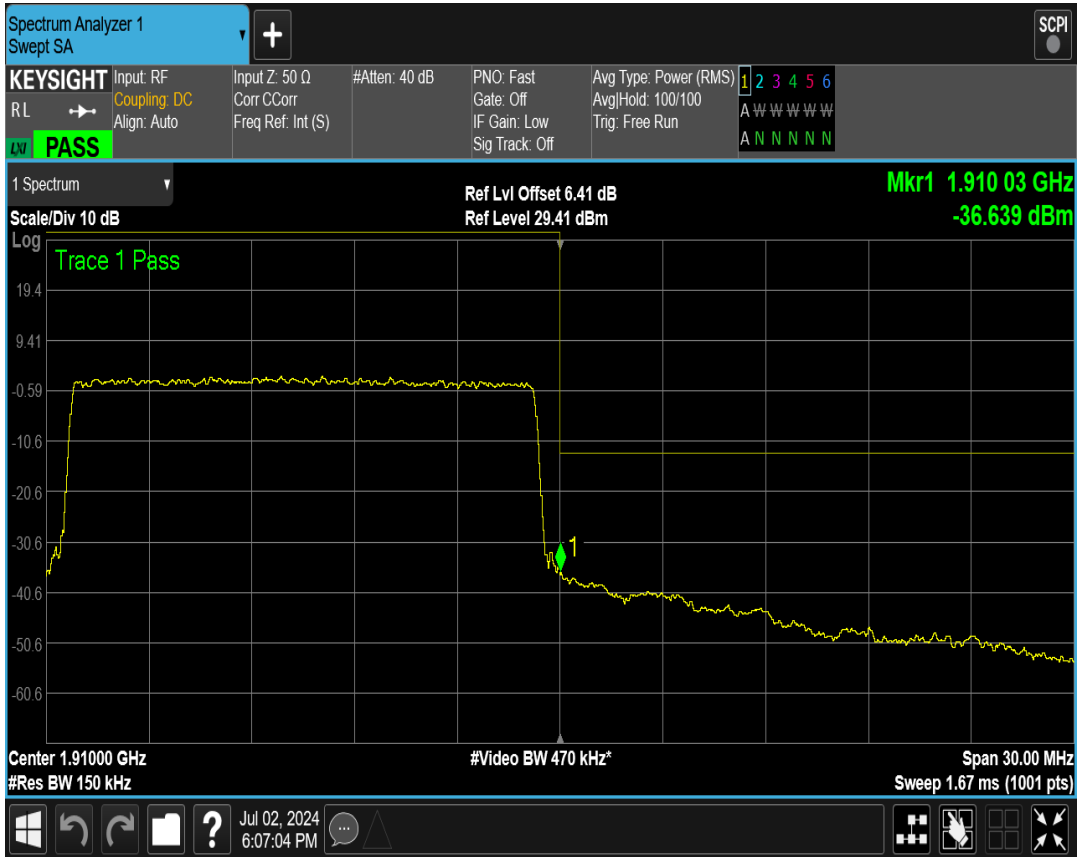 Spectrum Analyzer 1
Swept SA
+
SCPI
KEYSIGHT
RL
LXI PASS
Input: RF
Coupling: DC
Align: Auto
Input Z: 50 Ω
Corr CCorr
Freq Ref: Int (S)
#Atten: 40 dB
PNO: Fast
Gate: Off
IF Gain: Low
Sig Track: Off
Avg Type: Power (RMS)
Avg|Hold: 100/100
Trig: Free Run
1 2 3 4 5 6
A W W W W W
A N N N N N
1 Spectrum
Scale/Div 10 dB
Ref Lvl Offset 6.41 dB
Ref Level 29.41 dBm
Mkr1 1.910 03 GHz
-36.639 dBm
Log
Trace 1 Pass
19.4
9.41
-0.59
-10.6
-20.6
-30.6
-40.6
-50.6
-60.6
1
Center 1.91000 GHz
#Res BW 150 kHz
#Video BW 470 kHz*
Span 30.00 MHz
Sweep 1.67 ms (1001 pts)
?
Jul 02, 2024
6:07:04 PM